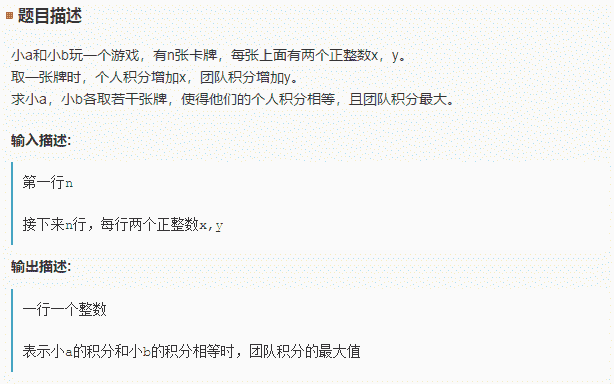 题目描述
小a和小b玩一个游戏，有n张卡牌，每张上面有两个正整数x，y。
取一张牌时，个人积分增加x，团队积分增加y。
求小a，小b各取若干张牌，使得他们的个人积分相等，且团队积分最大。
输入描述:
第一行n
接下来n行，每行两个正整数x,y
输出描述:
一行一个整数
表示小a的积分和小b的积分相等时，团队积分的最大值